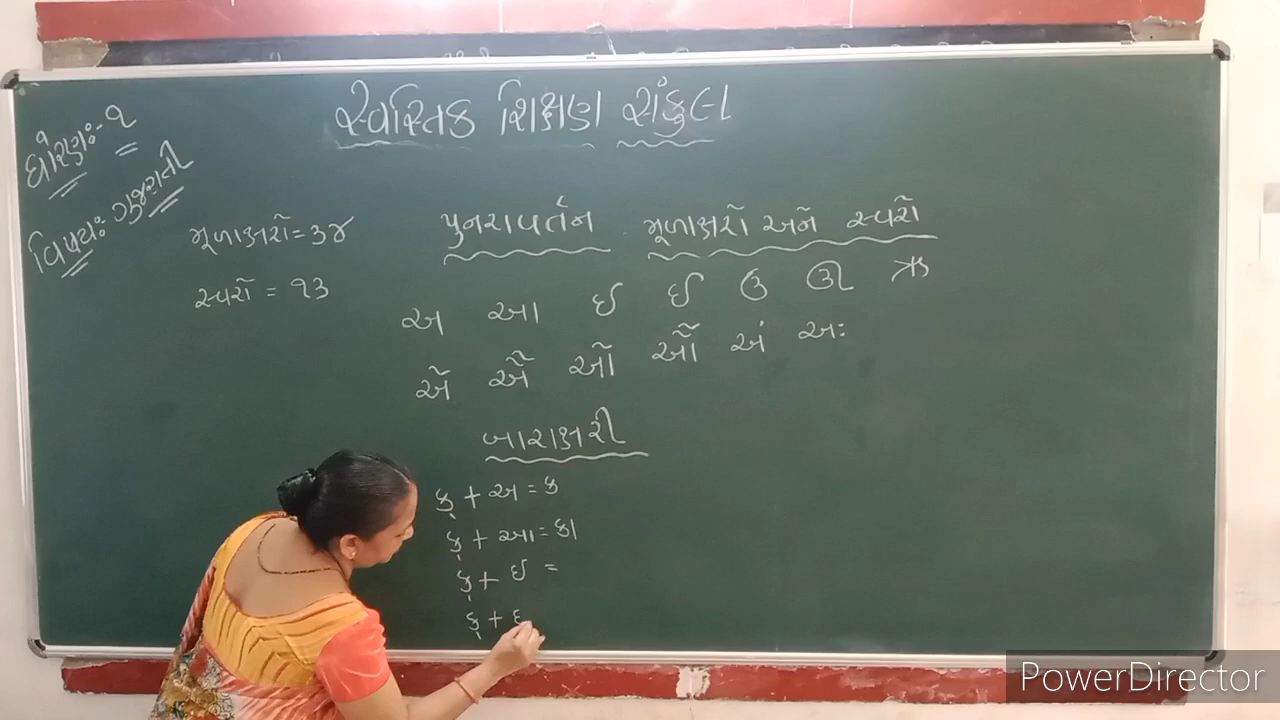 સ્વસ્તિક શિક્ષણ સંકુલ
ધોરણઃ-૧
વિષયઃ ગુજરાતી
મૂળાક્ષરો = ૩૪
સ્વરો = ૧૩
પુનરાવર્તન મૂળાક્ષરો અને સ્વરો
અ આ ઇ ઈ ઉ ઊ ઋ
એ ઐ ઓ ઔ અં અઃ
બારાક્ષરી
ક્ + અ = ક
ક્ + આ = કા
ક્ + ઇ =
ક્ +
PowerDirector